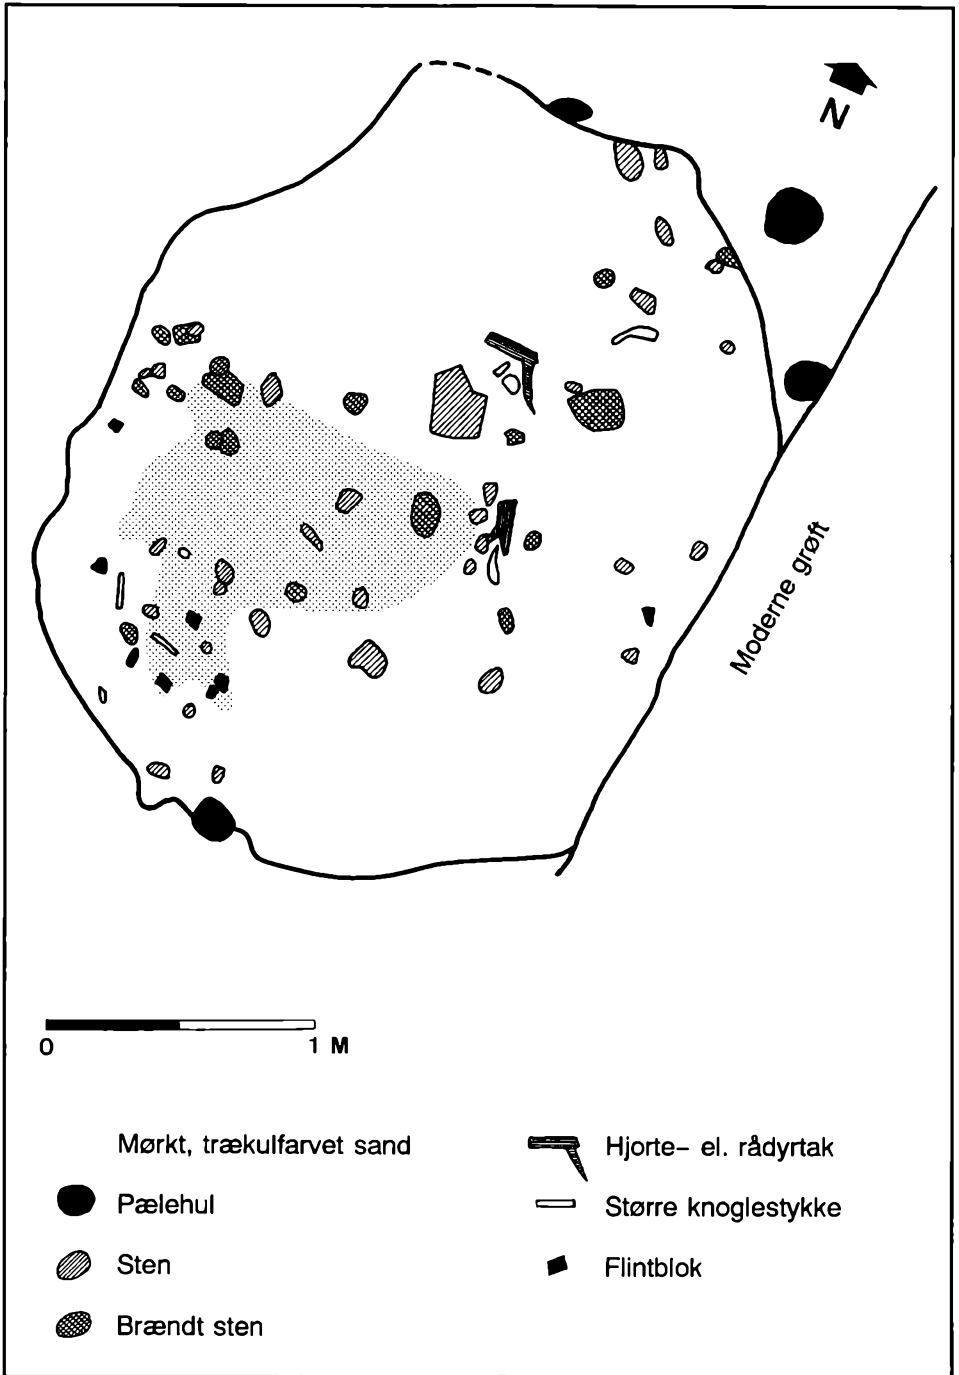 N
Moderne grøft
0 1 M
Mørkt, trækulfarvet sand
Pælehul
Sten
Brændt sten
Hjorte- el. rådyrtak
Større knoglestykke
Flintblok